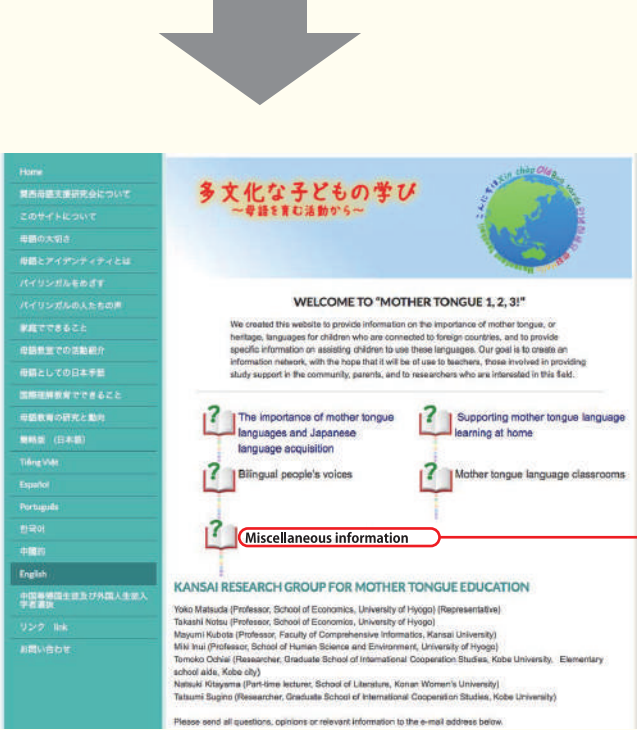 Home
関西母語支援研究会について
このサイトについて
母語の大切さ
母語とアイデンティティとは
バイリンガルをめざす
バイリンガルの人たちの声
家庭でできること
母語教室での活動紹介
母語としての日本手話
国際理解教育でできること
母語教育の研究と動向
簡略版 (日本語)
Tiếng Việt
Español
Português
한국어
中國的
English
中国帰国生徒及び外国人生徒入
学者選抜
リンク link
お問い合わせ
多文化な子どもの学び
～母語を育む活動から～
こんにちは Xin chào Olá
WELCOME TO "MOTHER TONGUE 1, 2, 3!"
We created this website to provide information on the importance of mother tongue, or
heritage, languages for children who are connected to foreign countries, and to provide
specific information on assisting children to use these languages. Our goal is to create an
information network, with the hope that it will be of use to teachers, those involved in providing
study support in the community, parents, and to researchers who are interested in this field.
The importance of mother tongue
languages and Japanese
language acquisition
Supporting mother tongue language
learning at home
Bilingual people's voices
Mother tongue language classrooms
Miscellaneous information
KANSAI RESEARCH GROUP FOR MOTHER TONGUE EDUCATION
Yoko Matsuda (Professor, School of Economics, University of Hyogo) (Representative)
Takashi Notsu (Professor, School of Economics, University of Hyogo)
Mayumi Kubota (Professor, Faculty of Comprehensive Informatics, Kansai University)
Miki Inui (Professor, School of Human Science and Environment, University of Hyogo)
Tomoko Ochiai (Researcher, Graduate School of International Cooperation Studies, Kobe University, Elementary
school aide, Kobe city)
Natsuki Kitayama (Part-time lecturer, School of Literature, Konan Women's University)
Tatsumi Sugino (Researcher, Graduate School of International Cooperation Studies, Kobe University)
Please send all questions, opinions or relevant information to the e-mail address below.